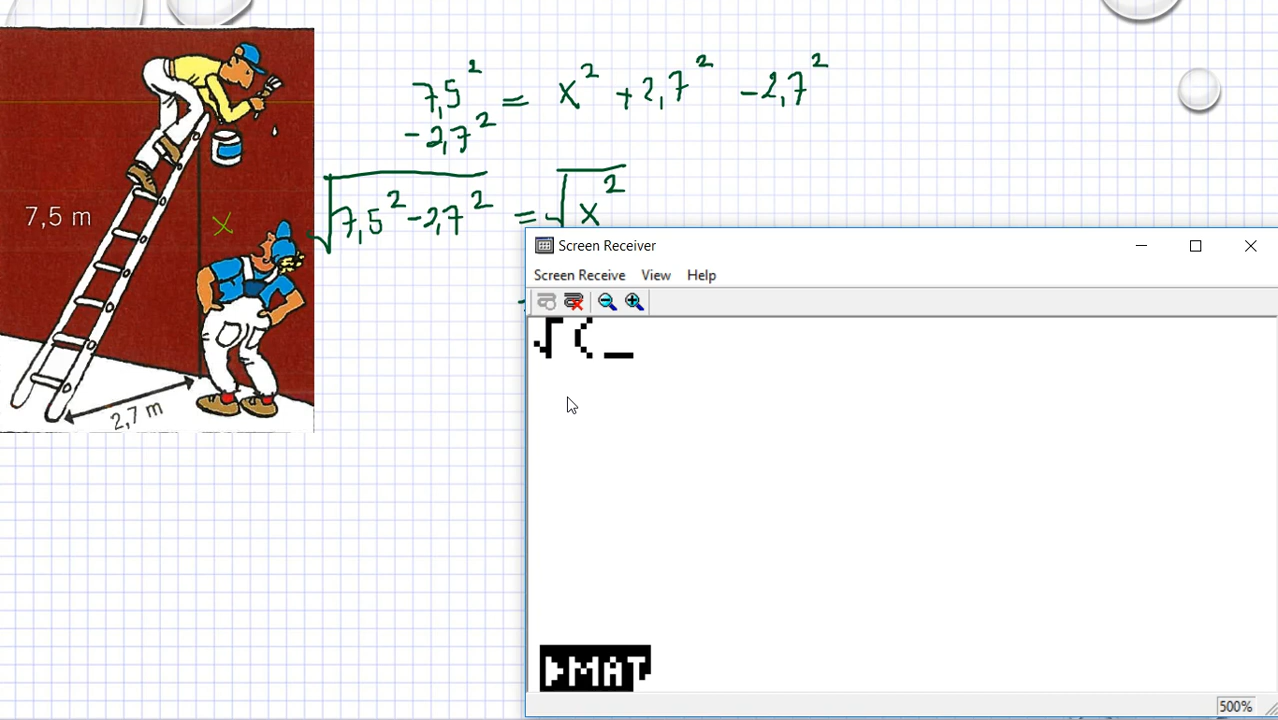 7,5² = x² + 2,7² - 2,7²
- 2,7²
√7,5² - 2,7² = √x²
7,5 m
x
2,7 m
Screen Receiver
Screen Receive View Help
√(_
►MAT
500%